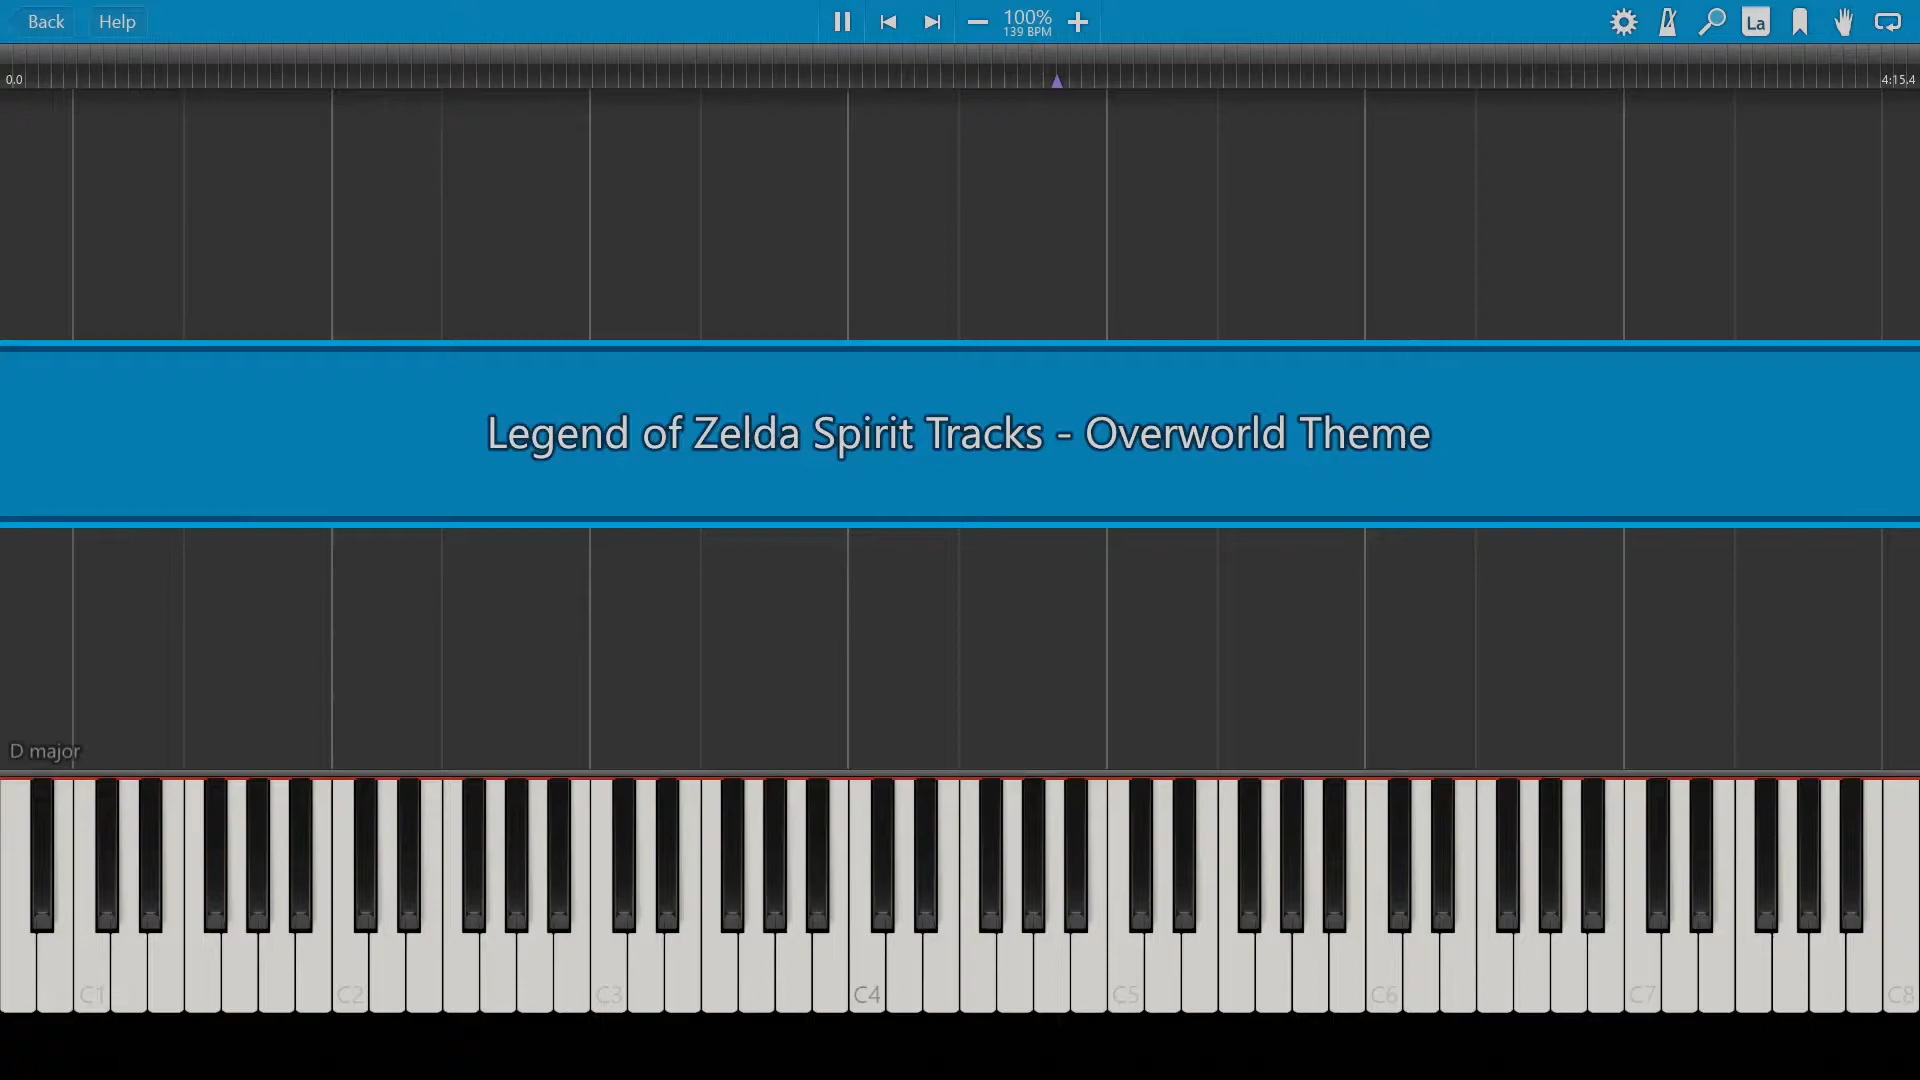 Back Help 100% La
139 BPM
0.0 4:15.4
Legend of Zelda Spirit Tracks - Overworld Theme
D major
C1 C2 C3 C4 C5 C6 C7 C8